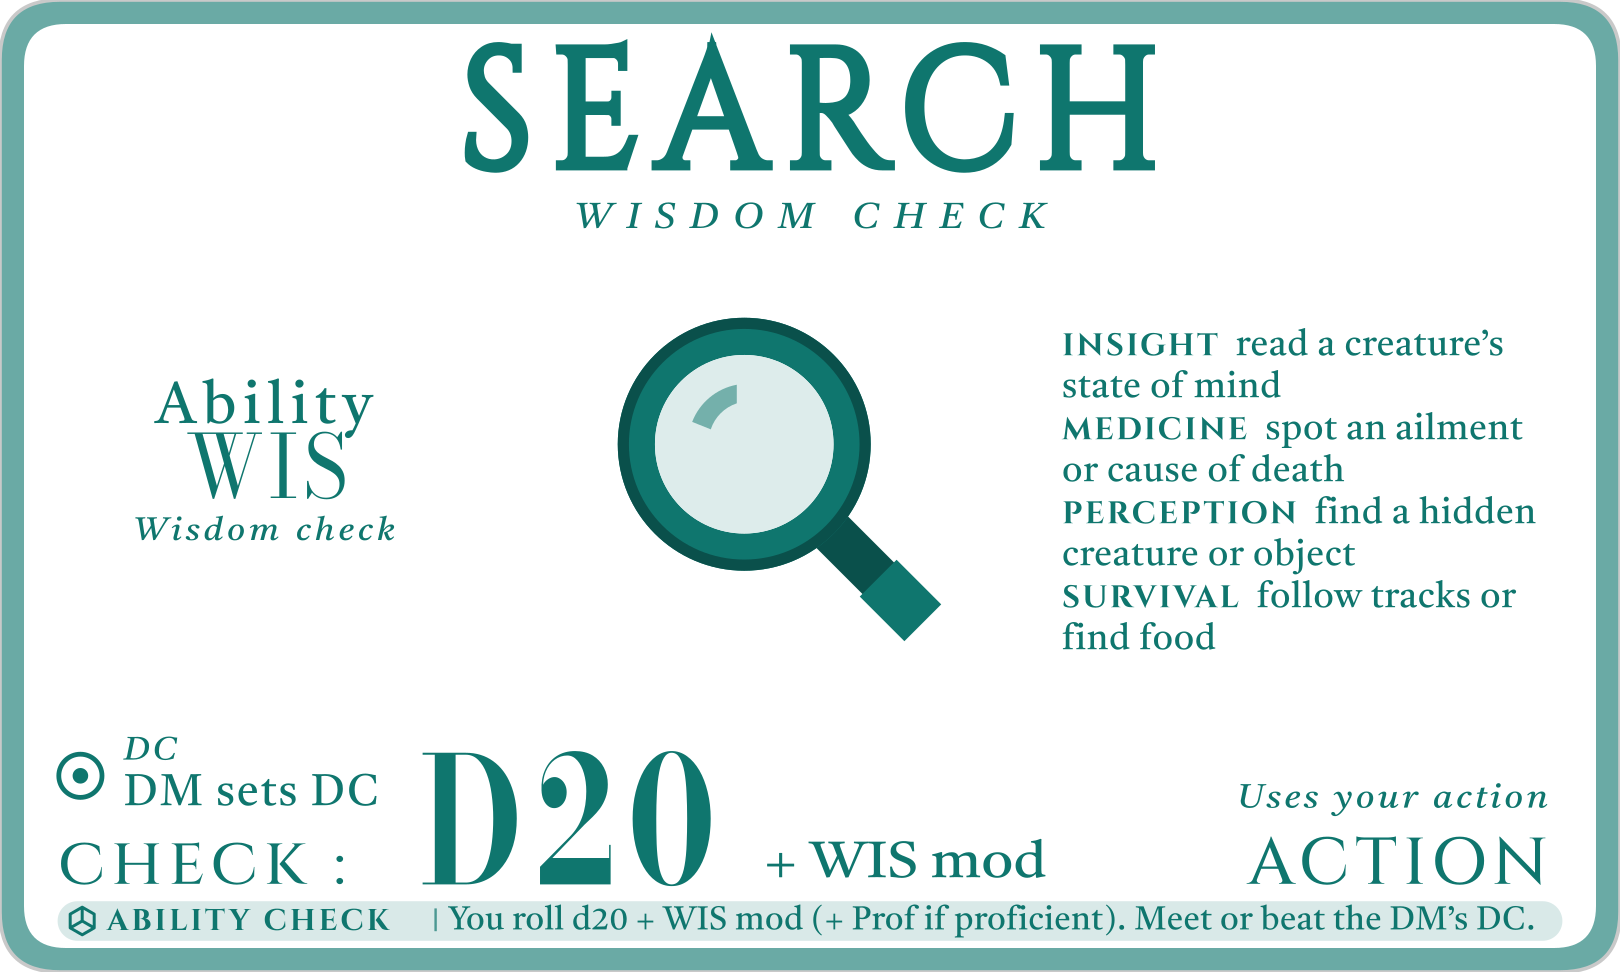 SEARCH
WISDOM CHECK
Ability
WIS
Wisdom check
INSIGHT read a creature’s
state of mind
MEDICINE spot an ailment
or cause of death
PERCEPTION find a hidden
creature or object
SURVIVAL follow tracks or
find food
DC
DM sets DC
CHECK : D20 + WIS mod
Uses your action
ACTION
ABILITY CHECK | You roll d20 + WIS mod (+ Prof if proficient). Meet or beat the DM’s DC.